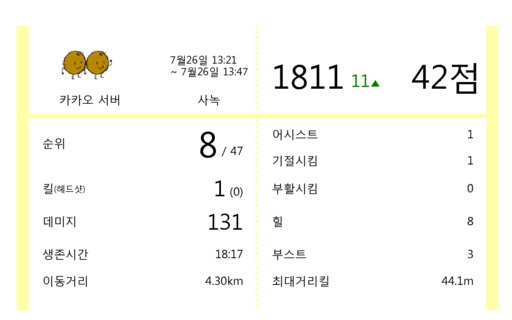 7월26일 13:21
~ 7월26일 13:47
카카오 서버
사녹
1811 11▲ 42점
순위 8 / 47
킬(헤드샷) 1 (0)
데미지 131
생존시간 18:17
이동거리 4.30km
어시스트 1
기절시킴 1
부활시킴 0
힐 8
부스트 3
최대거리킬 44.1m